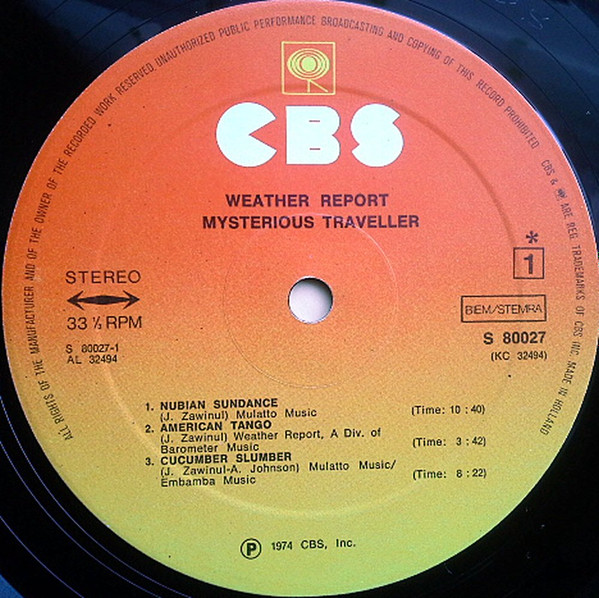 ALL RIGHTS OF THE MANUFACTURER AND OF THE OWNER OF THE RECORDED WORK RESERVED UNAUTHORIZED PUBLIC PERFORMANCE BROADCASTING AND COPYING OF THIS RECORD PROHIBITED CBS & ARE REG. TRADEMARKS OF CBS INC. MADE IN HOLLAND
CBS
WEATHER REPORT
MYSTERIOUS TRAVELLER
*
1
STEREO
33 ⅓ RPM
BIEM/STEMRA
S 80027
(KC 32494)
S 80027-1
AL 32494
1. NUBIAN SUNDANCE
(J. Zawinul) Mulatto Music (Time: 10 : 40)
2. AMERICAN TANGO
(J. Zawinul) Weather Report, A Div. of
Barometer Music (Time: 3 : 42)
3. CUCUMBER SLUMBER
(J. Zawinul-A. Johnson) Mulatto Music/
Embamba Music (Time: 8 : 22)
Ⓟ 1974 CBS, Inc.